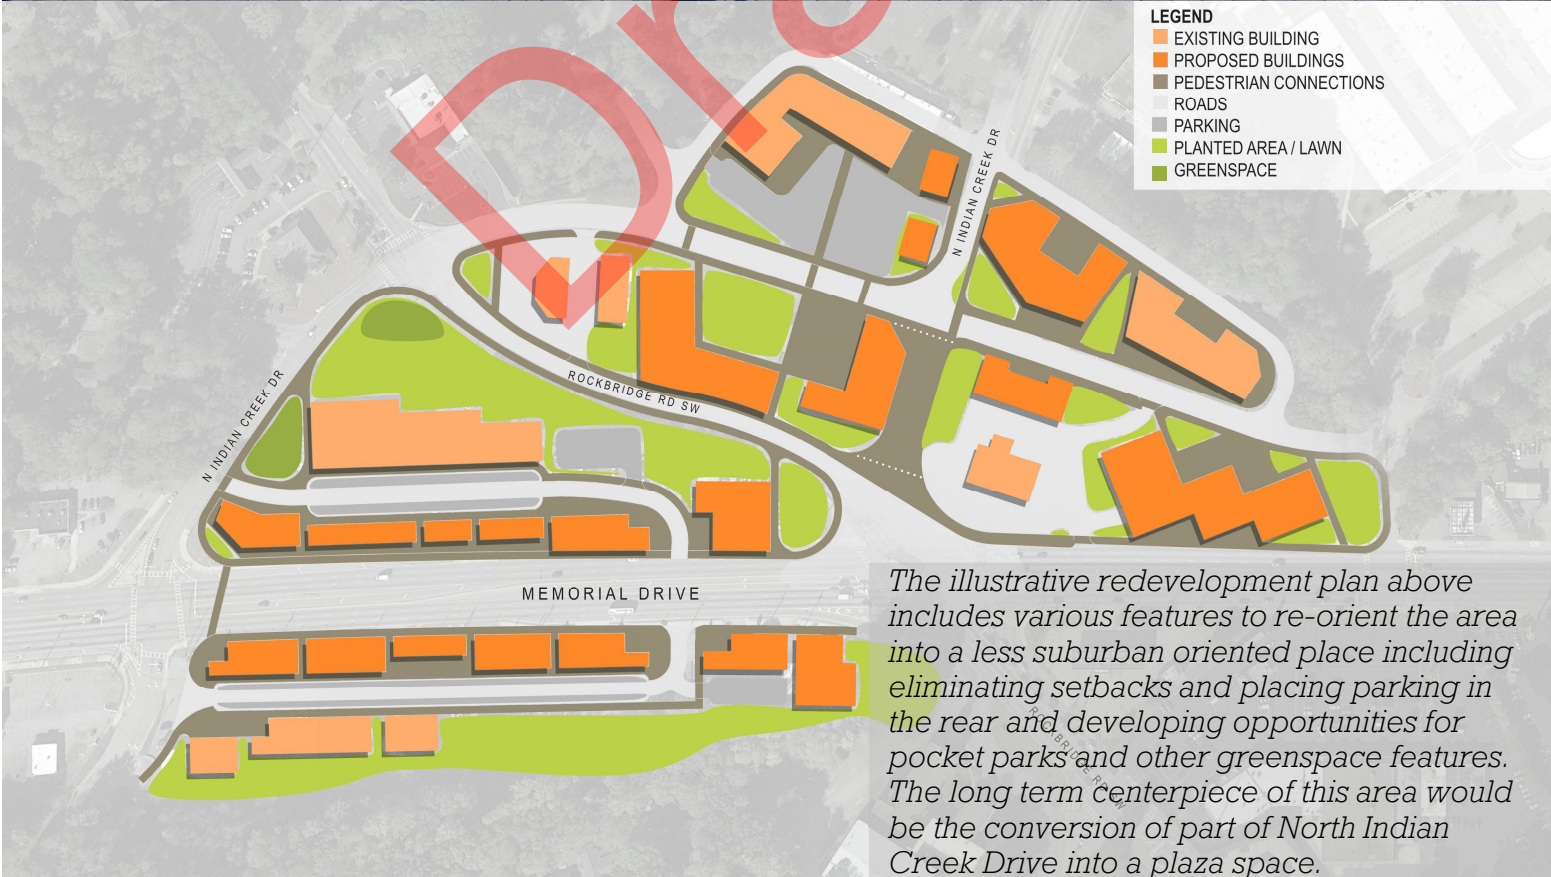 Dra
LEGEND
EXISTING BUILDING
PROPOSED BUILDINGS
PEDESTRIAN CONNECTIONS
ROADS
PARKING
PLANTED AREA / LAWN
GREENSPACE
N INDIAN CREEK DR
N INDIAN CREEK DR
ROCKBRIDGE RD SW
MEMORIAL DRIVE
ROCKBRIDGE RD SW
The illustrative redevelopment plan above
includes various features to re-orient the area
into a less suburban oriented place including
eliminating setbacks and placing parking in
the rear and developing opportunities for
pocket parks and other greenspace features.
The long term centerpiece of this area would
be the conversion of part of North Indian
Creek Drive into a plaza space.